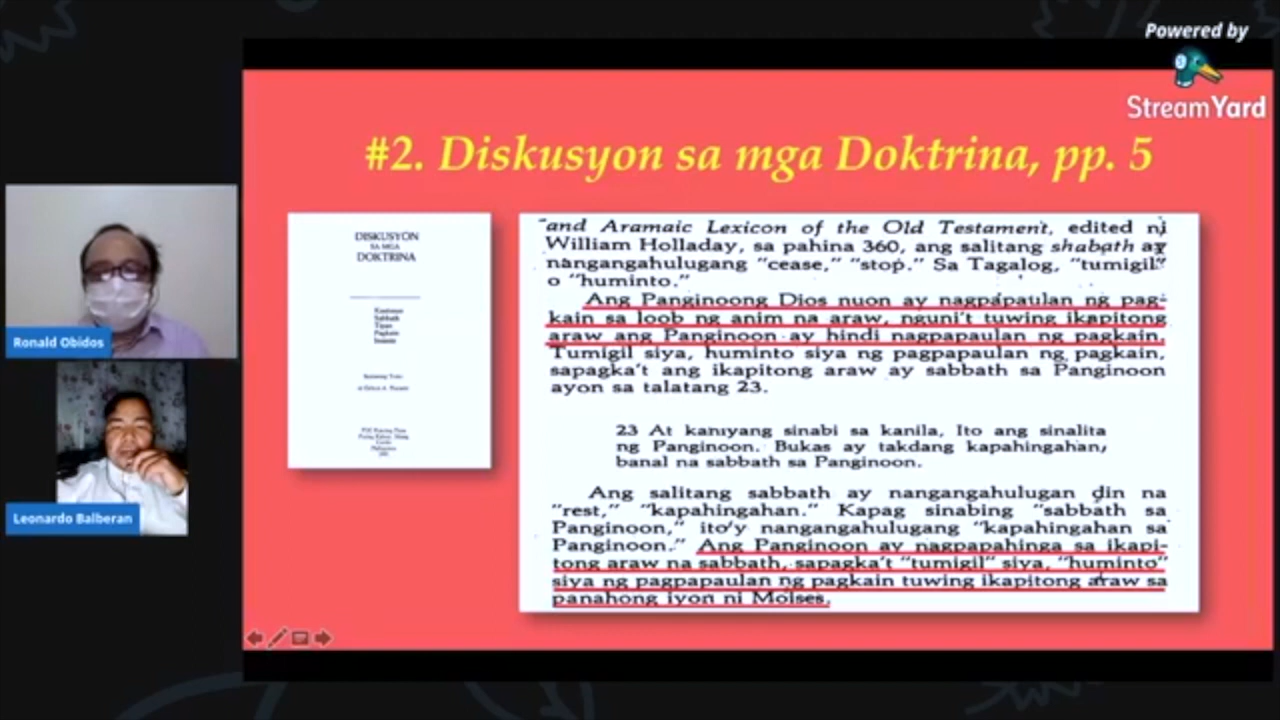 Powered by
StreamYard
#2. Diskusyon sa mga Doktrina, pp. 5
DISKUSYON
SA MGA
DOKTRINA
Kautusan
Sabbath
Tipan
Pagkain
and Aramaic Lexicon of the Old Testament, edited ni
William Holladay, sa pahina 360, ang salitang shabath ay
nangangahulugang "cease," "stop." Sa Tagalog, "tumigil"
o "huminto."
Ang Panginoong Dios nuon ay nagpapaulan ng pag-
kain sa loob ng anim na araw, nguni't tuwing ikapitong
araw ang Panginoon ay hindi nagpapaulan ng pagkain.
Tumigil siya, huminto siya ng pagpapaulan ng pagkain,
sapagka't ang ikapitong araw ay sabbath sa Panginoon
ayon sa talatang 23.
23 At kaniyang sinabi sa kanila, Ito ang sinalita
ng Panginoon. Bukas ay takdang kapahingahan,
banal na sabbath sa Panginoon.
Ang salitang sabbath ay nangangahulugan din na
"rest," "kapahingahan." Kapag sinabing "sabbath sa
Panginoon," ito'y nangangahulugang "kapahingahan sa
Panginoon." Ang Panginoon ay nagpapahinga sa ikapi-
tong araw na sabbath, sapagka't "tumigil" siya, "huminto"
siya ng pagpapaulan ng pagkain tuwing ikapitong araw sa
panahong iyon ni Moises.
Ronald Obidos
Leonardo Balberan